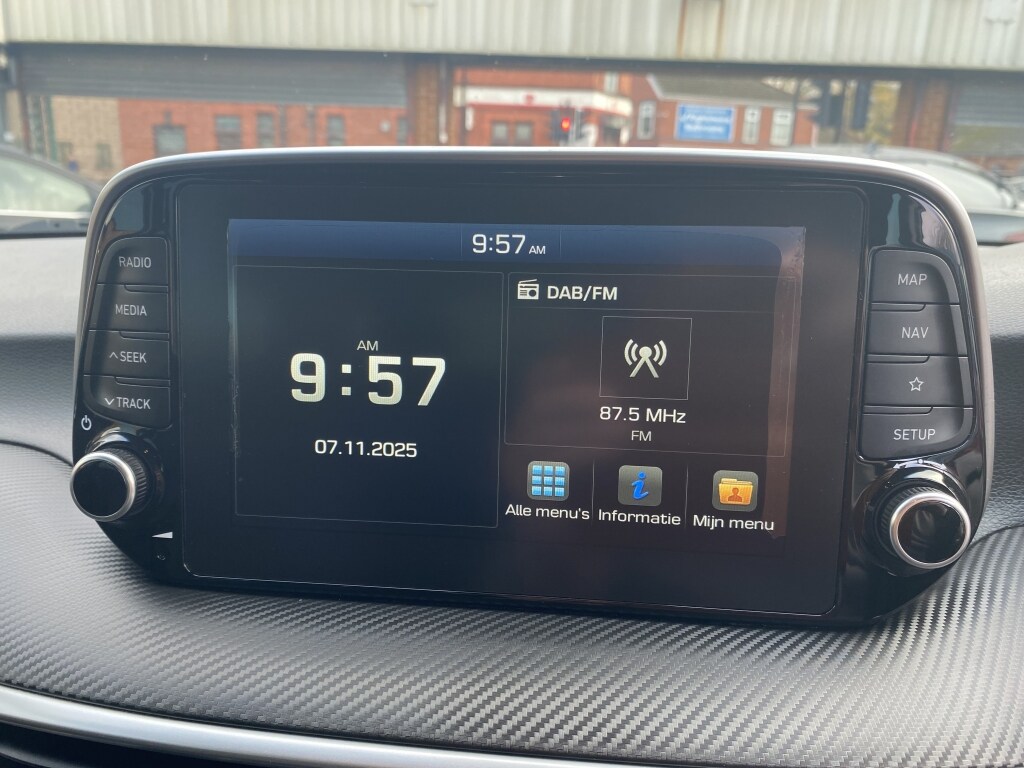 9:57 AM
RADIO
MEDIA
SEEK
TRACK
AM
9:57
07.11.2025
DAB/FM
87.5 MHz
FM
Alle menu's
Informatie
Mijn menu
MAP
NAV
SETUP